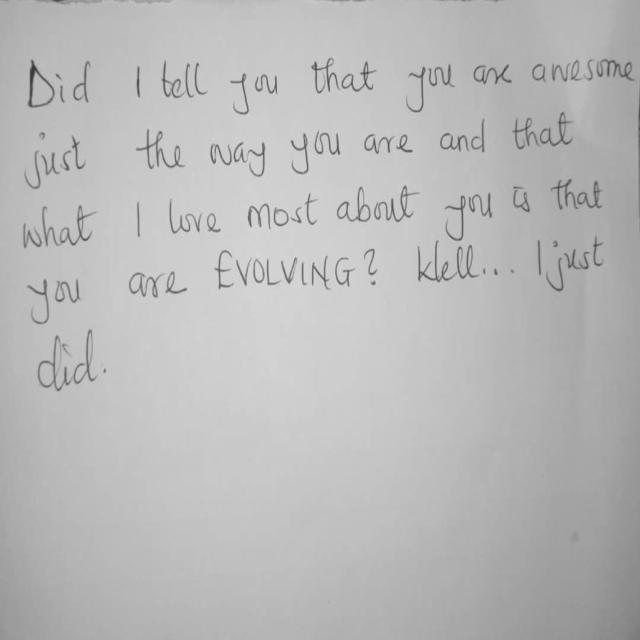 Did I tell you that you are awesome
just the way you are and that
what I love most about you is that
you are EVOLVING? Well... I just
did.